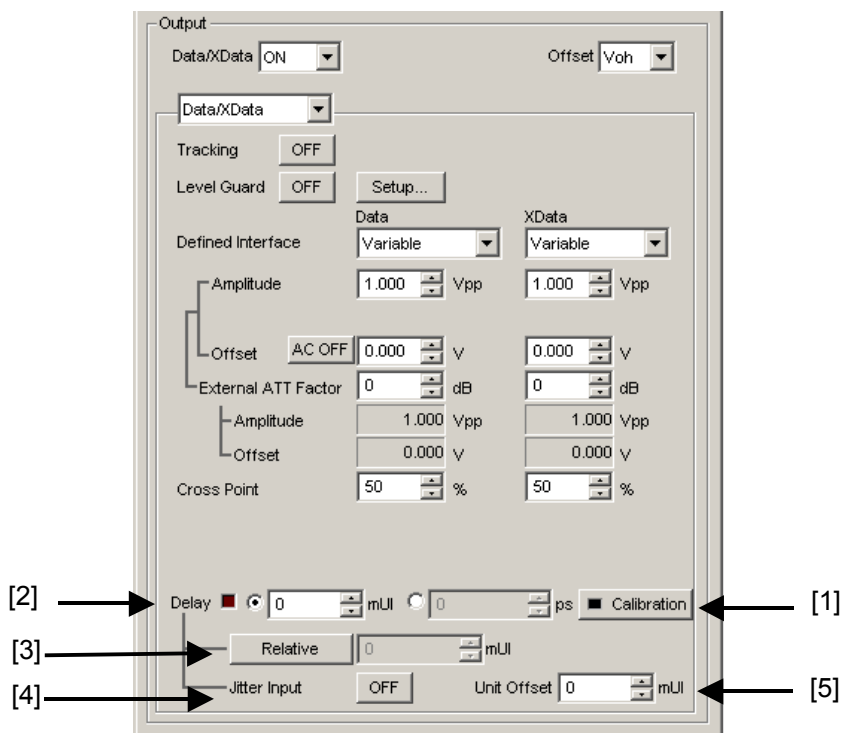 Output
Data/XData ON Offset Voh
Data/XData
Tracking OFF
Level Guard OFF Setup...
Data XData
Defined Interface Variable Variable
Amplitude 1.000 Vpp 1.000 Vpp
Offset AC OFF 0.000 V 0.000 V
External ATT Factor 0 dB 0 dB
Amplitude 1.000 Vpp 1.000 Vpp
Offset 0.000 V 0.000 V
Cross Point 50 % 50 %
[2] Delay 0 mUI 0 ps Calibration [1]
[3] Relative 0 mUI
[4] Jitter Input OFF Unit Offset 0 mUI [5]